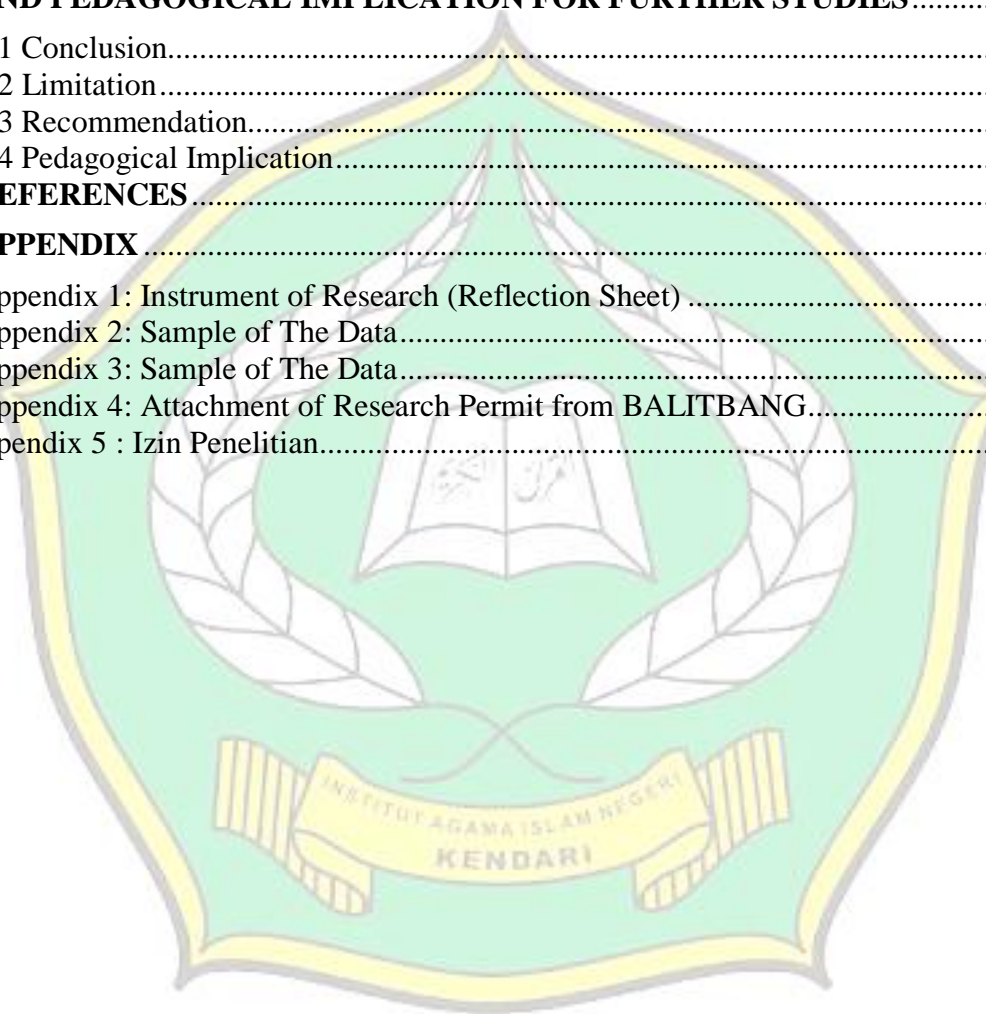 ND PEDAGOGICAL IMPLICATION FOR FURTHER STUDIES..........
1 Conclusion..........
2 Limitation..........
3 Recommendation..........
4 Pedagogical Implication..........
EFERENCES..........
PPENDIX..........
ppendix 1: Instrument of Research (Reflection Sheet) ..........
ppendix 2: Sample of The Data..........
ppendix 3: Sample of The Data..........
ppendix 4: Attachment of Research Permit from BALITBANG..........
pendix 5 : Izin Penelitian..........
INSTITUT AGAMA ISLAM NEGERI
KENDARI